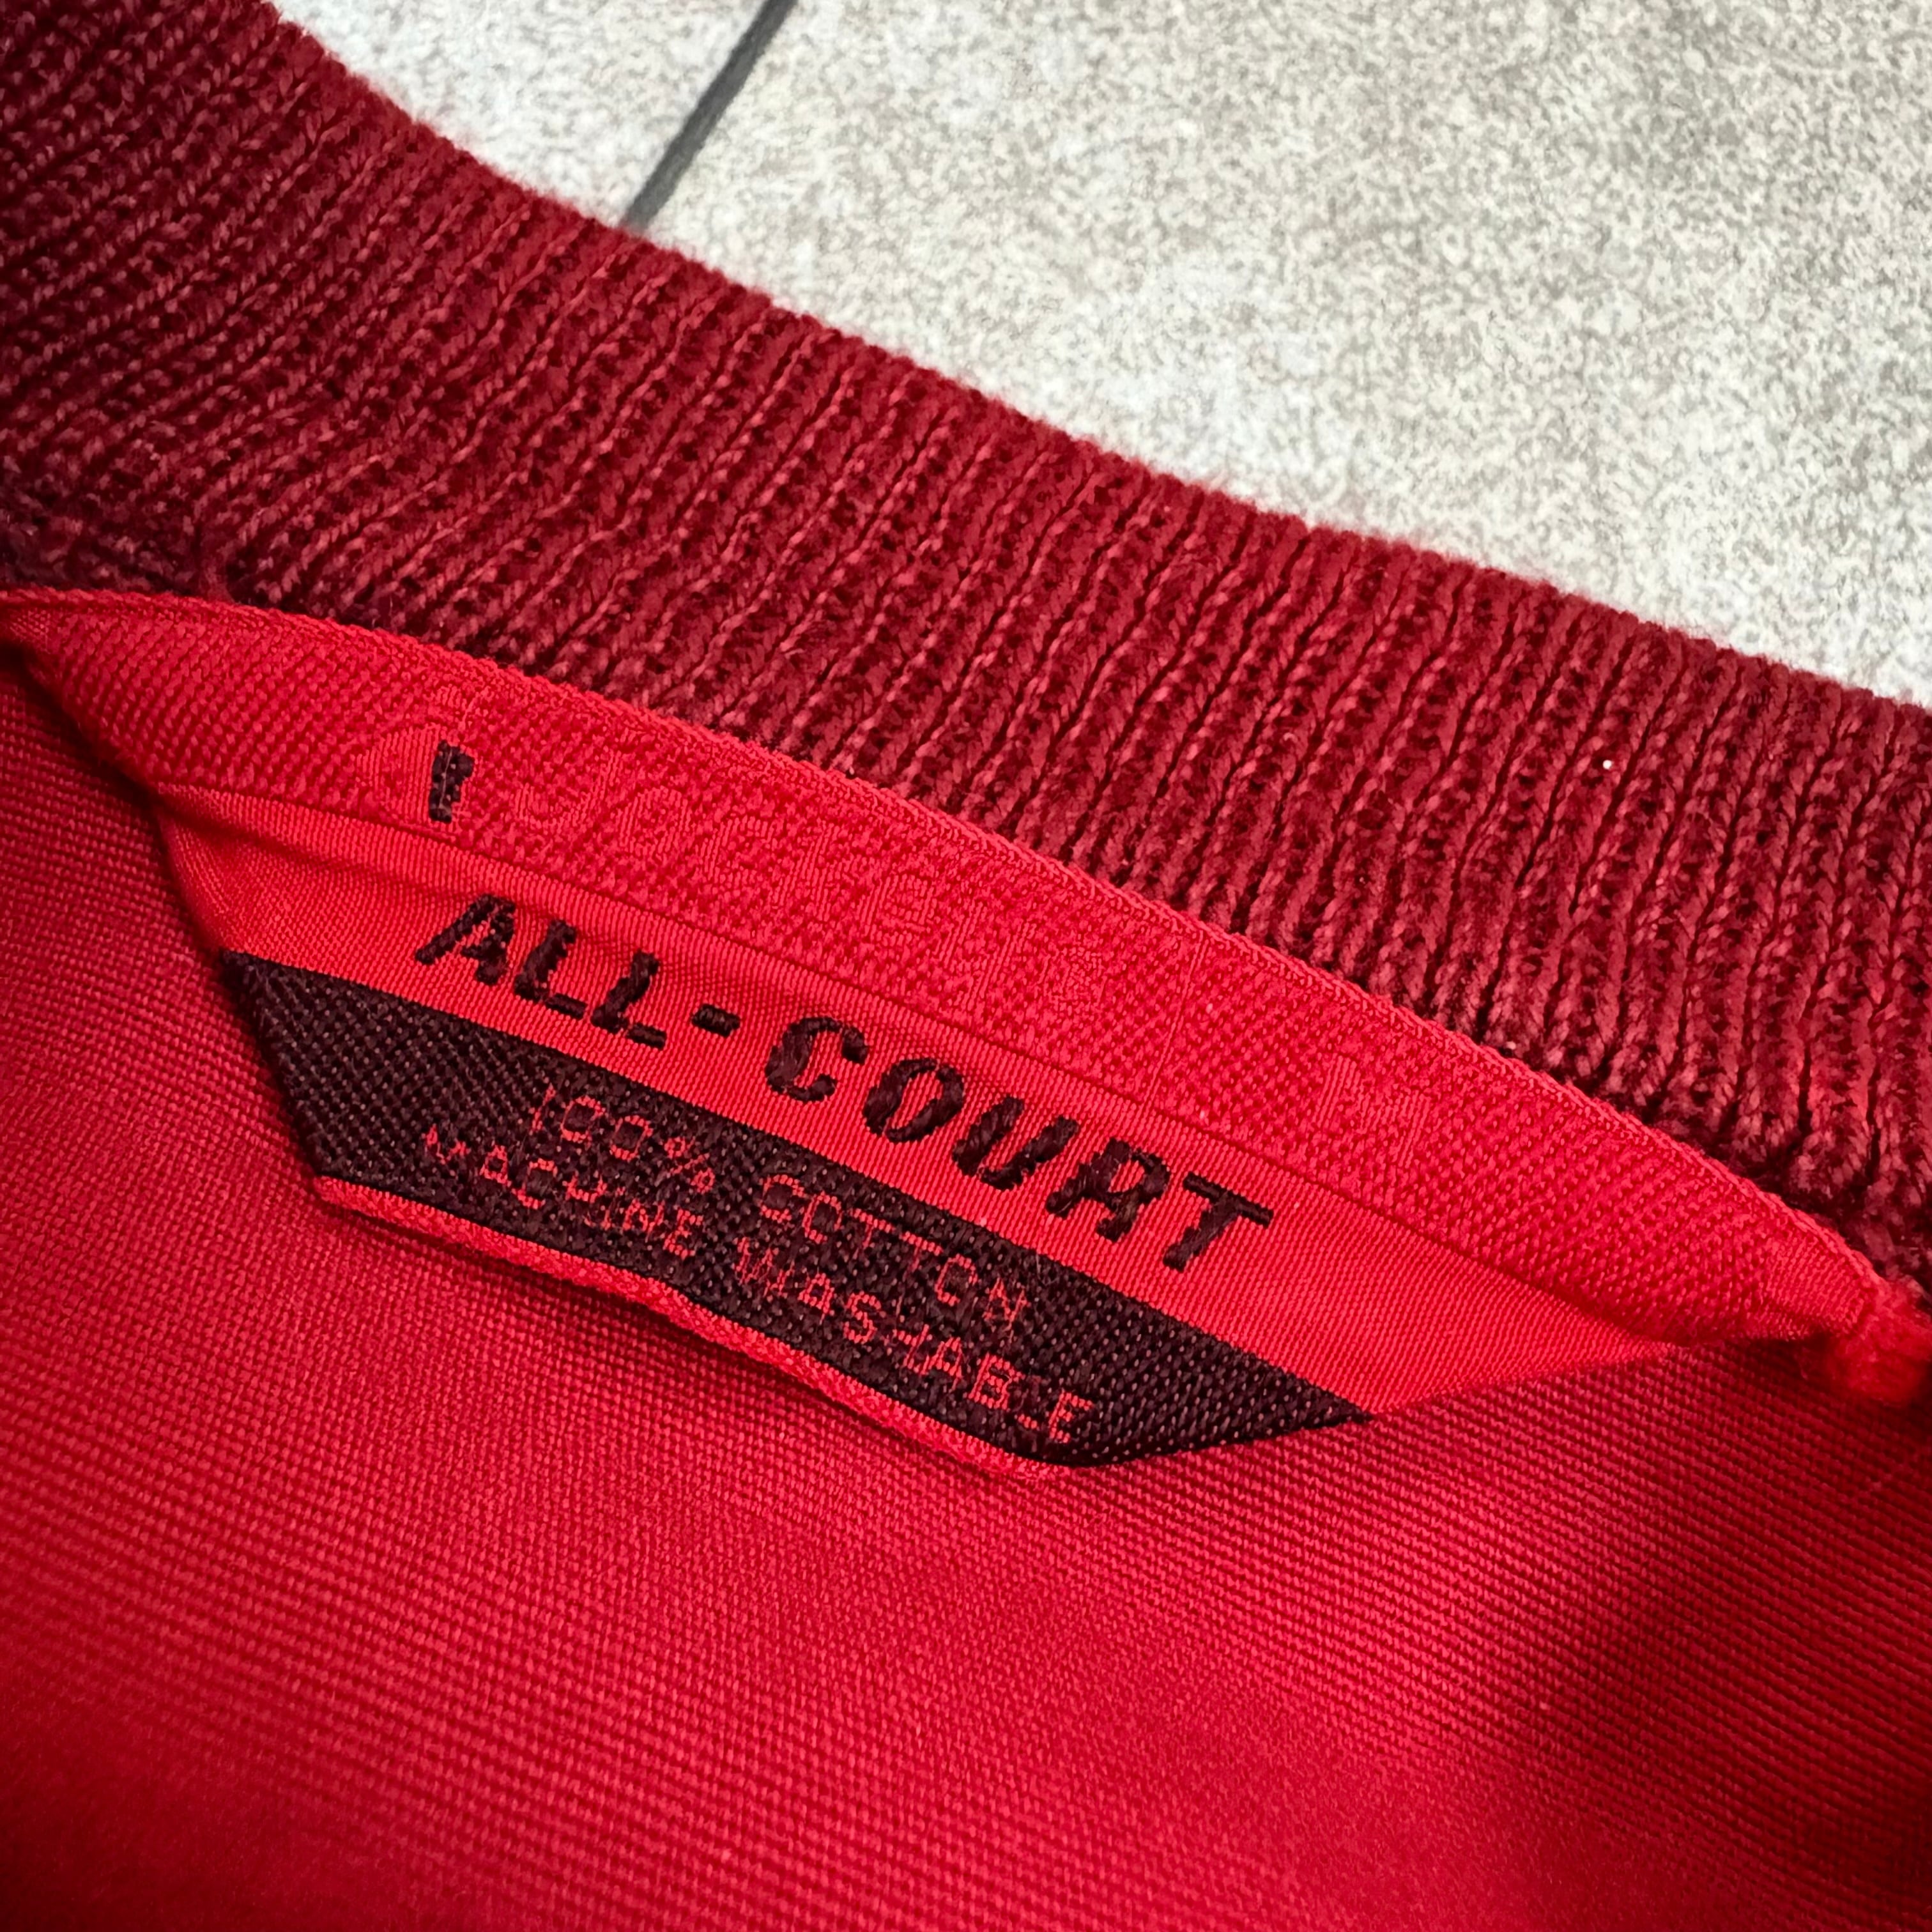 ALL-COURT
100% COTTON
MACHINE WASHABLE